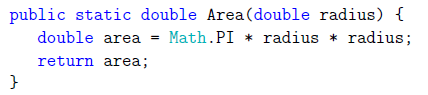 public static double Area(double radius) {
   double area = Math.PI * radius * radius;
   return area;
}